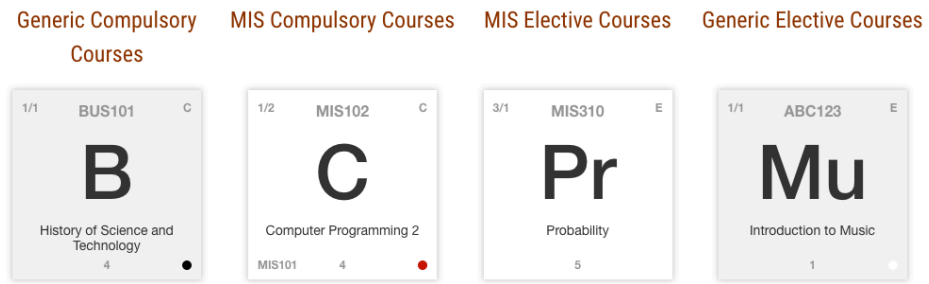 Generic Compulsory
Courses
MIS Compulsory Courses
MIS Elective Courses
Generic Elective Courses
1/1 BUS101 C
B
History of Science and
Technology
4
1/2 MIS102 C
C
Computer Programming 2
MIS101 4
3/1 MIS310 E
Pr
Probability
5
1/1 ABC123 E
Mu
Introduction to Music
1